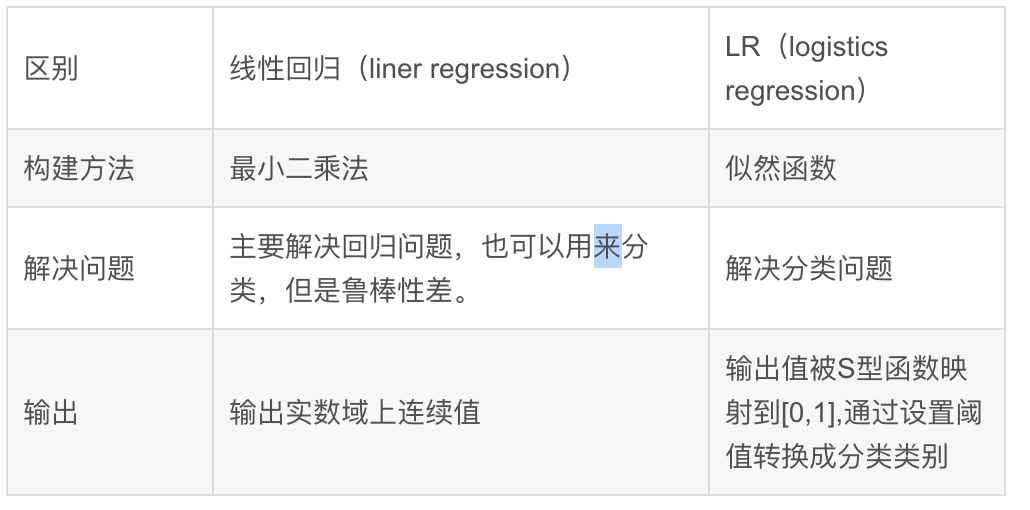 区别
线性回归（liner regression）
LR（logistics
regression）
构建方法
最小二乘法
似然函数
解决问题
主要解决回归问题，也可以用来分
类，但是鲁棒性差。
解决分类问题
输出
输出实数域上连续值
输出值被S型函数映
射到[0,1],通过设置阈
值转换成分类类别